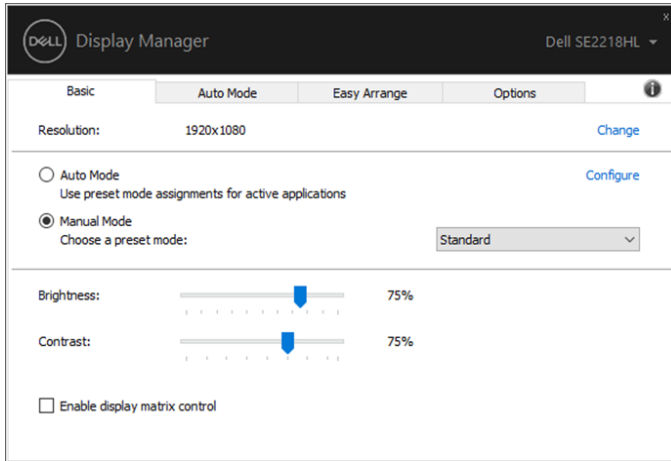 x
DELL Display Manager Dell SE2218HL
Basic Auto Mode Easy Arrange Options i
Resolution: 1920x1080 Change
Auto Mode Configure
Use preset mode assignments for active applications
Manual Mode
Choose a preset mode: Standard
Brightness: 75%
Contrast: 75%
Enable display matrix control